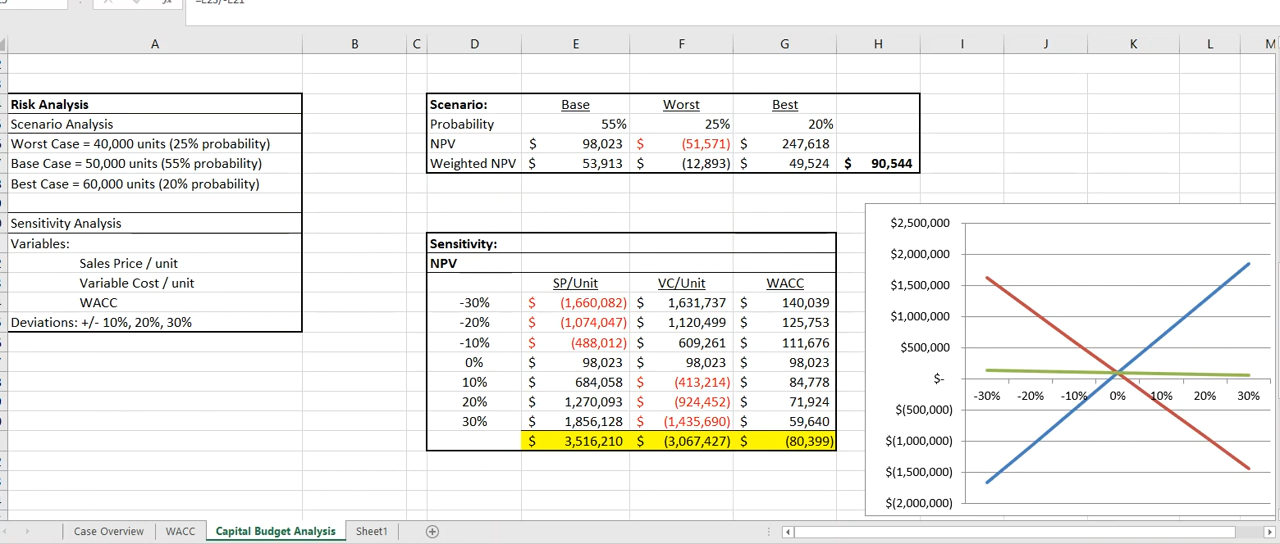 A B C D E F G H I J K L M
Risk Analysis
Scenario Analysis
Worst Case = 40,000 units (25% probability)
Base Case = 50,000 units (55% probability)
Best Case = 60,000 units (20% probability)
Sensitivity Analysis
Variables:
Sales Price / unit
Variable Cost / unit
WACC
Deviations: +/- 10%, 20%, 30%
Scenario: Base Worst Best
Probability 55% 25% 20%
NPV $ 98,023 $ (51,571) $ 247,618
Weighted NPV $ 53,913 $ (12,893) $ 49,524 $ 90,544
Sensitivity:
NPV
SP/Unit VC/Unit WACC
-30% $ (1,660,082) $ 1,631,737 $ 140,039
-20% $ (1,074,047) $ 1,120,499 $ 125,753
-10% $ (488,012) $ 609,261 $ 111,676
0% $ 98,023 $ 98,023 $ 98,023
10% $ 684,058 $ (413,214) $ 84,778
20% $ 1,270,093 $ (924,452) $ 71,924
30% $ 1,856,128 $ (1,435,690) $ 59,640
$ 3,516,210 $ (3,067,427) $ (80,399)
$2,500,000
$2,000,000
$1,500,000
$1,000,000
$500,000
$-
-30% -20% -10% 0% 10% 20% 30%
$(500,000)
$(1,000,000)
$(1,500,000)
$(2,000,000)
Case Overview WACC Capital Budget Analysis Sheet1